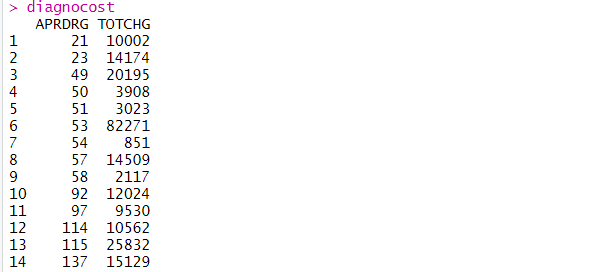 > diagnocost
   APRDRG TOTCHG
1      21  10002
2      23  14174
3      49  20195
4      50   3908
5      51   3023
6      53  82271
7      54    851
8      57  14509
9      58   2117
10     92  12024
11     97   9530
12    114  10562
13    115  25832
14    137  15129